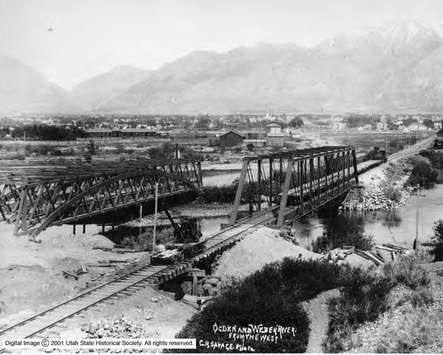 OGDEN AND WEBER RIVER.
FROM THE WEST
C.R. SAVAGE PHOTO.
Digital Image © 2001 Utah State Historical Society. All rights reserved.